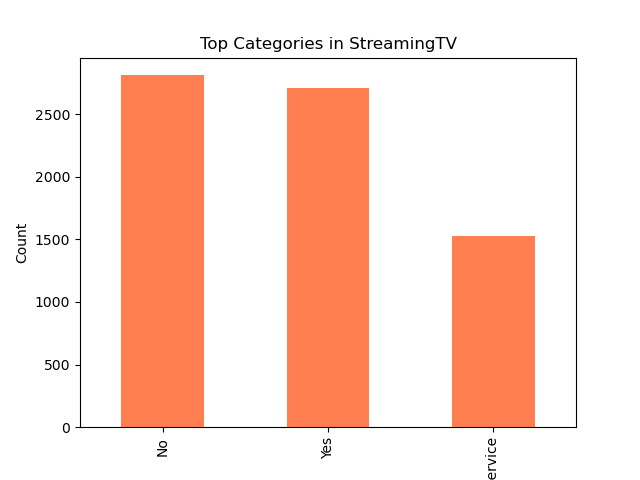 Top Categories in StreamingTV
Count
2500
2000
1500
1000
500
0
No
Yes
ervice